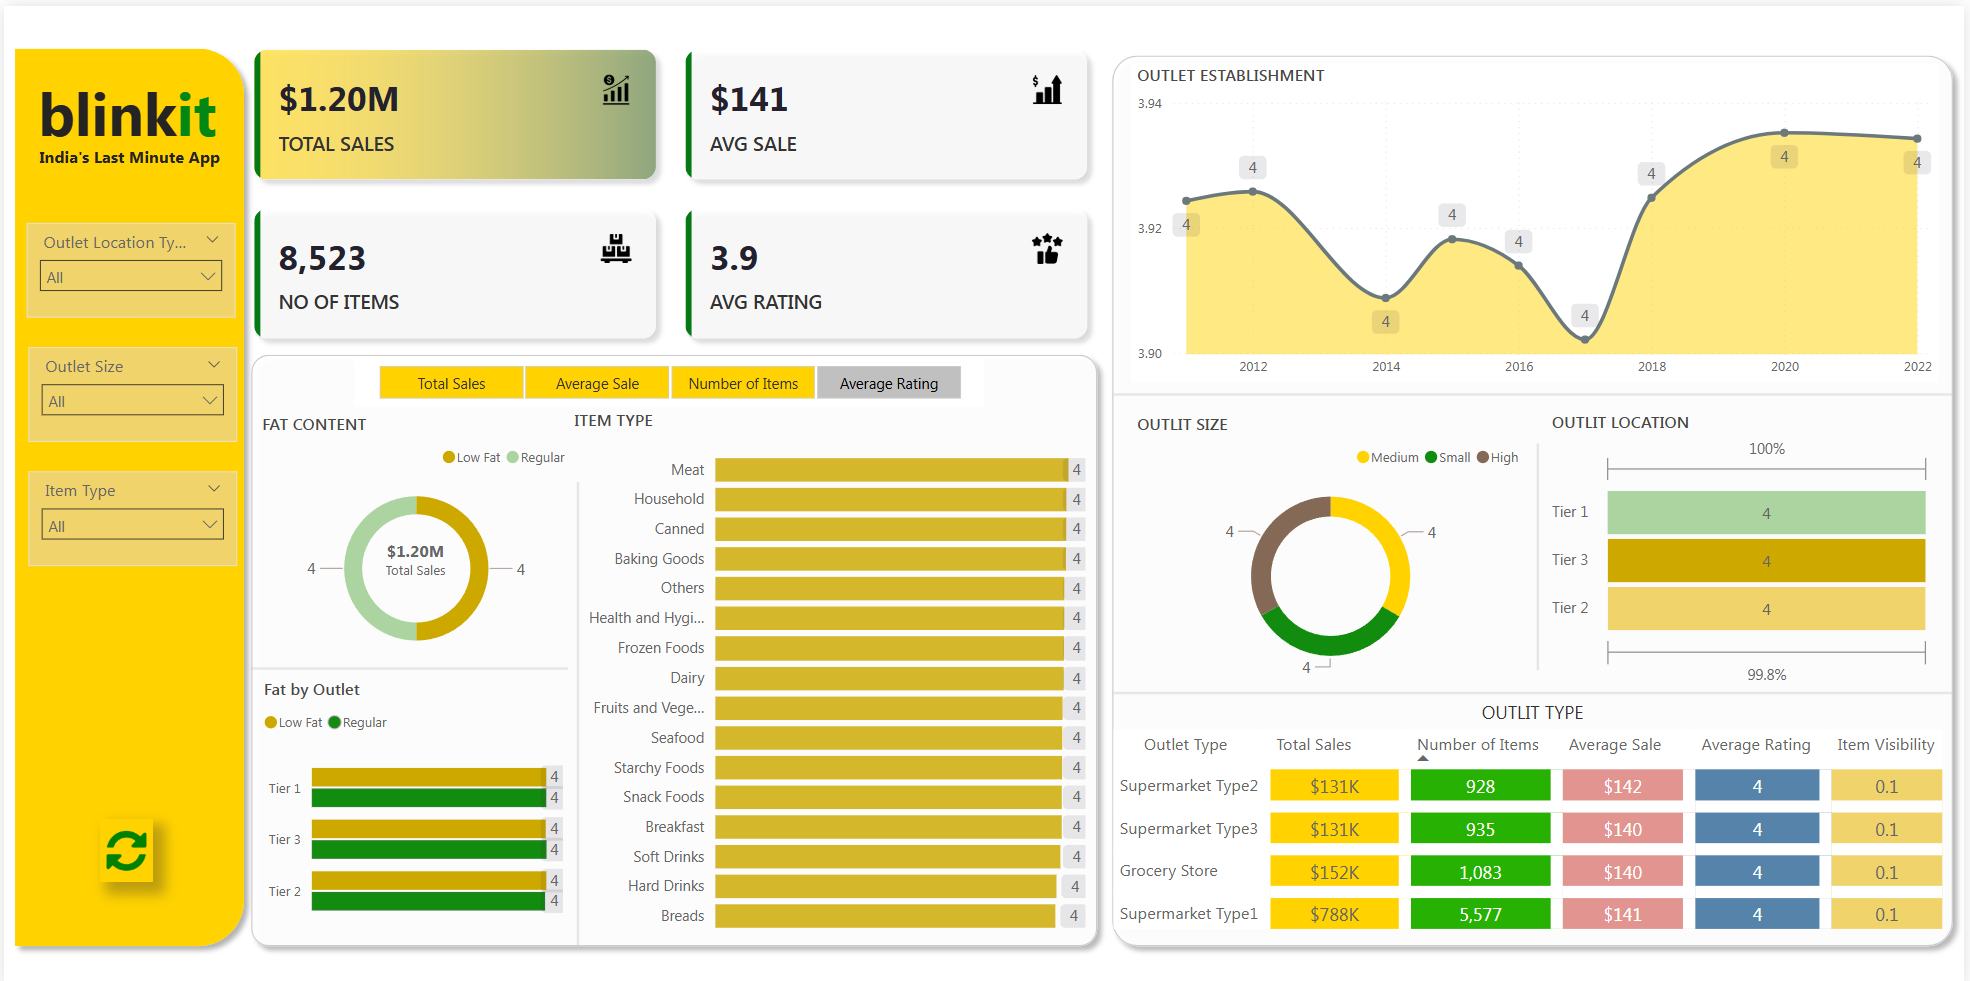 blinkit
India's Last Minute App
Outlet Location Ty...
All
Outlet Size
All
Item Type
All
$1.20M
TOTAL SALES
$141
AVG SALE
8,523
NO OF ITEMS
3.9
AVG RATING
Total Sales Average Sale Number of Items Average Rating
FAT CONTENT
Low Fat Regular
$1.20M
Total Sales
4 4
Fat by Outlet
Low Fat Regular
Tier 1 4
4
Tier 3 4
4
Tier 2 4
4
ITEM TYPE
Meat 4
Household 4
Canned 4
Baking Goods 4
Others 4
Health and Hygi... 4
Frozen Foods 4
Dairy 4
Fruits and Vege... 4
Seafood 4
Starchy Foods 4
Snack Foods 4
Breakfast 4
Soft Drinks 4
Hard Drinks 4
Breads 4
OUTLET ESTABLISHMENT
3.94
3.92
3.90
4 4 4 4 4 4 4 4 4
2012 2014 2016 2018 2020 2022
OUTLIT SIZE
Medium Small High
4 4
4
OUTLIT LOCATION
100%
Tier 1 4
Tier 3 4
Tier 2 4
99.8%
OUTLIT TYPE
Outlet Type Total Sales Number of Items Average Sale Average Rating Item Visibility
Supermarket Type2 $131K 928 $142 4 0.1
Supermarket Type3 $131K 935 $140 4 0.1
Grocery Store $152K 1,083 $140 4 0.1
Supermarket Type1 $788K 5,577 $141 4 0.1